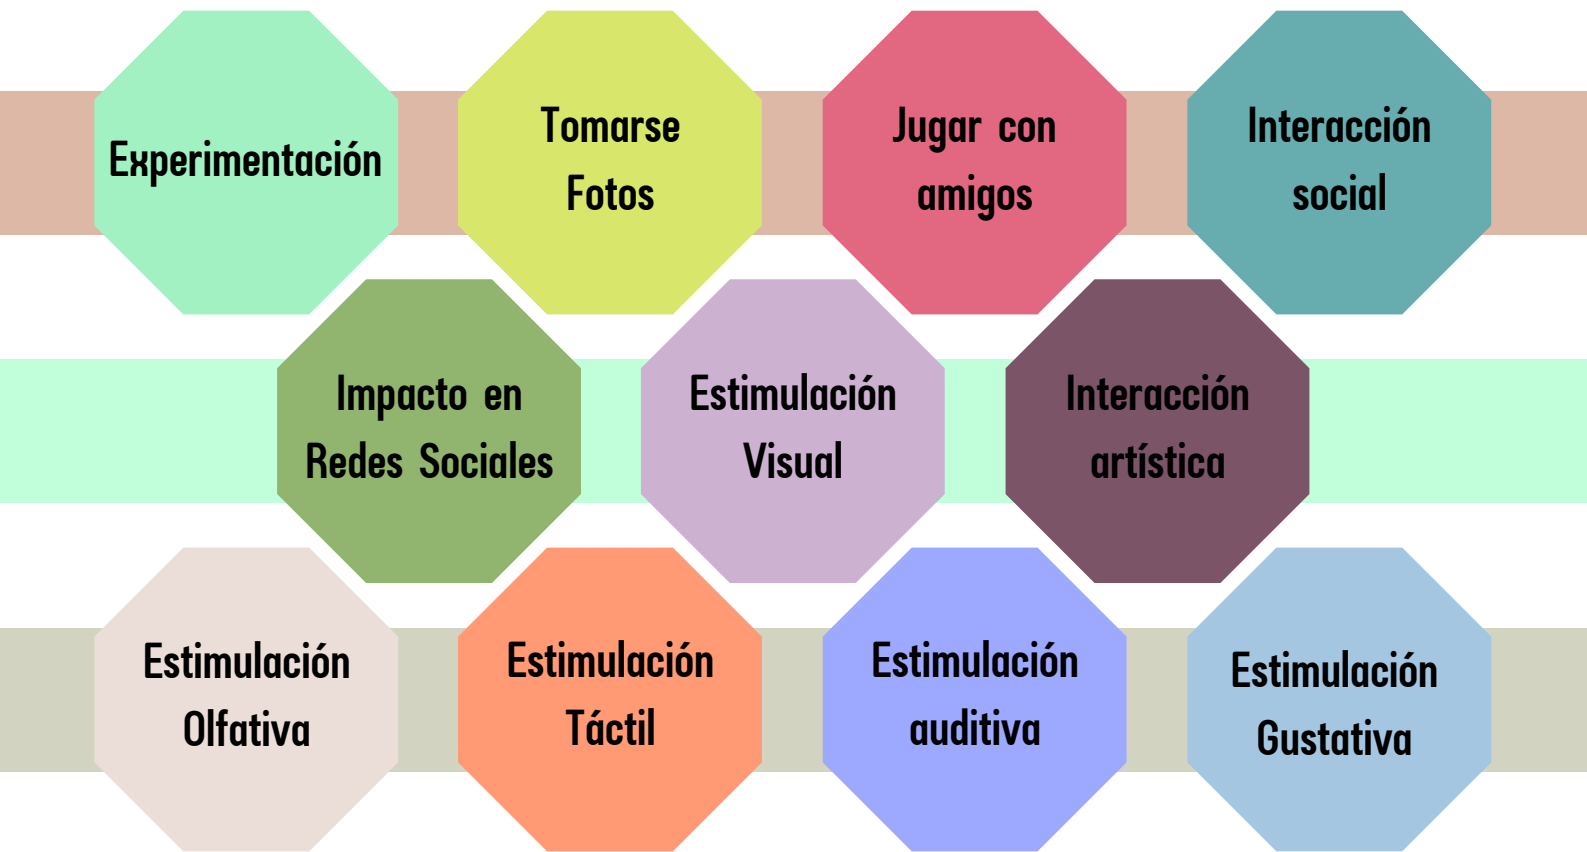 Experimentación
Tomarse
Fotos
Jugar con
amigos
Interacción
social
Impacto en
Redes Sociales
Estimulación
Visual
Interacción
artística
Estimulación
Olfativa
Estimulación
Táctil
Estimulación
auditiva
Estimulación
Gustativa